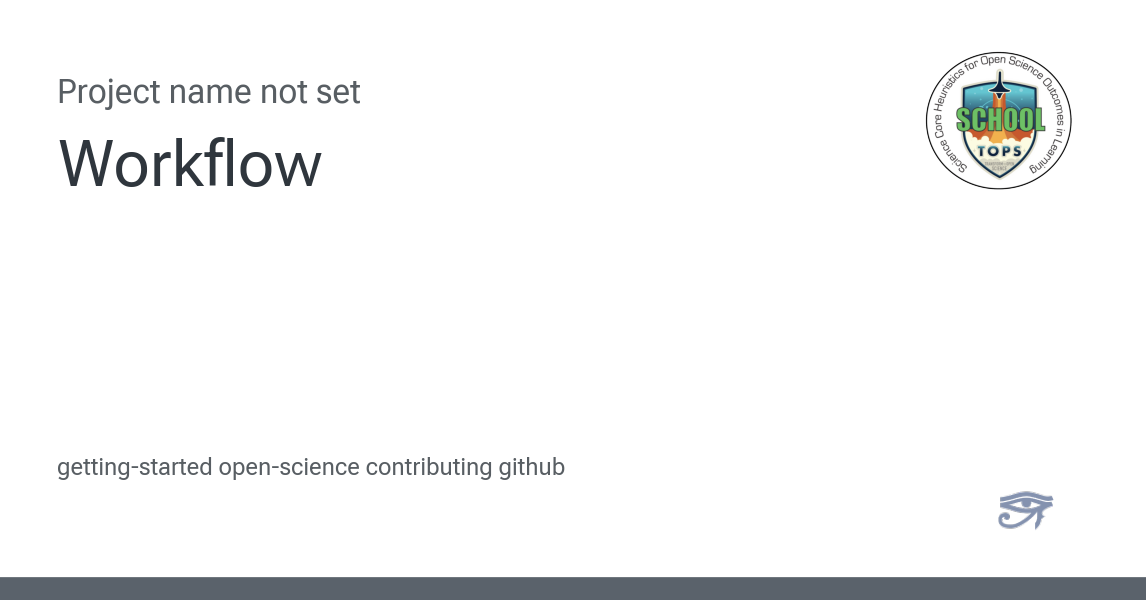 Project name not set
Workflow
Science Core Heuristics for Open Science Outcomes in Learning
SCHOOL
TOPS
getting-started open-science contributing github